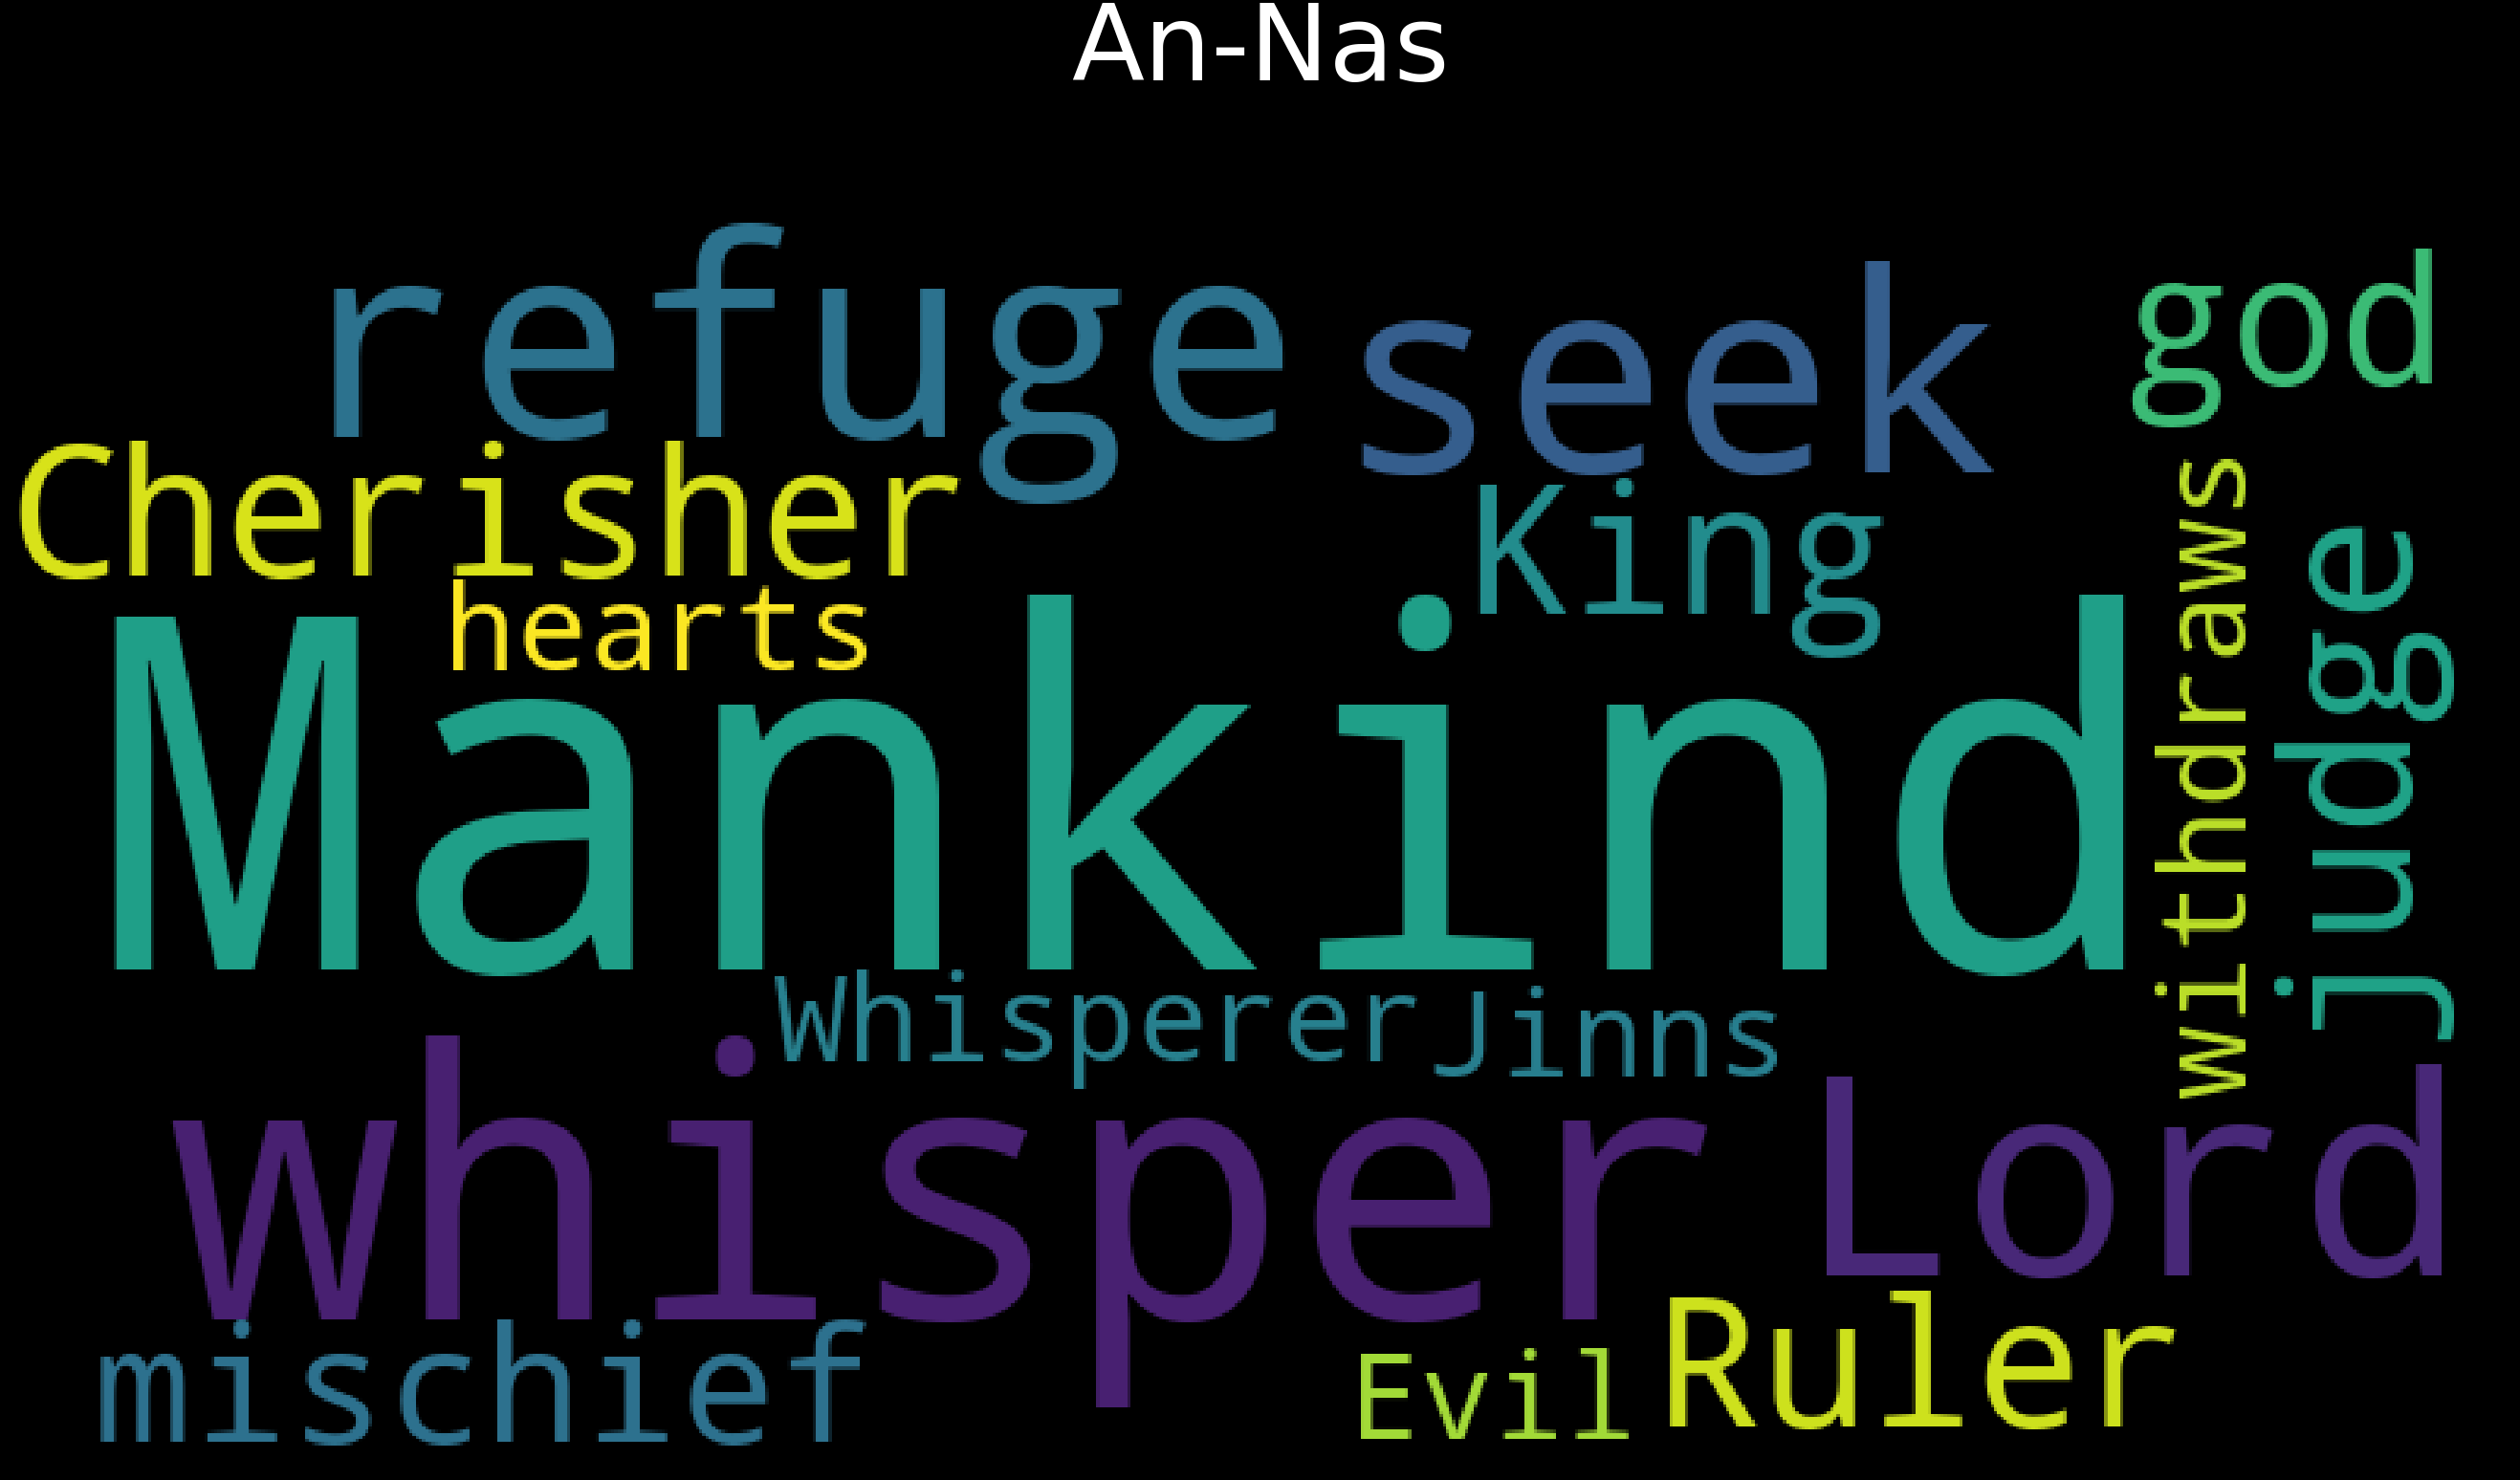 An-Nas
refuge seek god
Cherisher King
hearts withdraws judge
Mankind
Whisperer Jinns
whisper Lord
mischief Evil Ruler